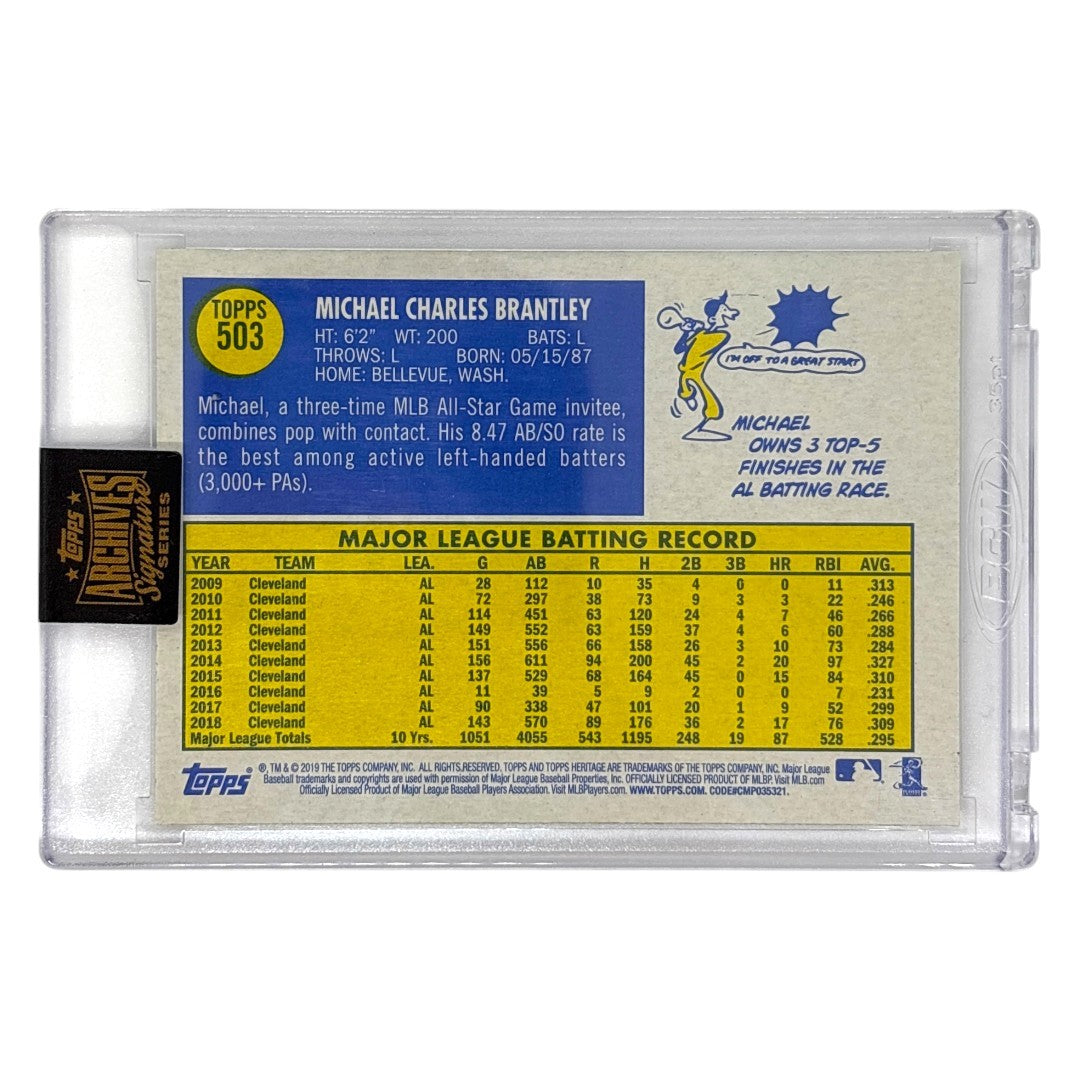 TOPPS
503
MICHAEL CHARLES BRANTLEY
HT: 6'2" WT: 200 BATS: L
THROWS: L BORN: 05/15/87
HOME: BELLEVUE, WASH.
Michael, a three-time MLB All-Star Game invitee,
combines pop with contact. His 8.47 AB/SO rate is
the best among active left-handed batters
(3,000+ PAs).
I'M OFF TO A GREAT START
MICHAEL
OWNS 3 TOP-5
FINISHES IN THE
AL BATTING RACE.
Topps
ARCHIVES
Signature
SERIES
35pt
BCW
MAJOR LEAGUE BATTING RECORD
YEAR TEAM LEA. G AB R H 2B 3B HR RBI AVG.
2009 Cleveland AL 28 112 10 35 4 0 0 11 .313
2010 Cleveland AL 72 297 38 73 9 3 3 22 .246
2011 Cleveland AL 114 451 63 120 24 4 7 46 .266
2012 Cleveland AL 149 552 63 159 37 4 6 60 .288
2013 Cleveland AL 151 556 66 158 26 3 10 73 .284
2014 Cleveland AL 156 611 94 200 45 2 20 97 .327
2015 Cleveland AL 137 529 68 164 45 0 15 84 .310
2016 Cleveland AL 11 39 5 9 2 0 0 7 .231
2017 Cleveland AL 90 338 47 101 20 1 9 52 .299
2018 Cleveland AL 143 570 89 176 36 2 17 76 .309
Major League Totals 10 Yrs. 1051 4055 543 1195 248 19 87 528 .295
Topps®
®, TM & © 2019 THE TOPPS COMPANY, INC. ALL RIGHTS RESERVED. TOPPS AND TOPPS HERITAGE ARE TRADEMARKS OF THE TOPPS COMPANY, INC. Major League
Baseball trademarks and copyrights are used with permission of Major League Baseball Properties, Inc. OFFICIALLY LICENSED PRODUCT OF MLBP. Visit MLB.com
Officially Licensed Product of Major League Baseball Players Association. Visit MLBPlayers.com. WWW.TOPPS.COM. CODE#CMP035321.